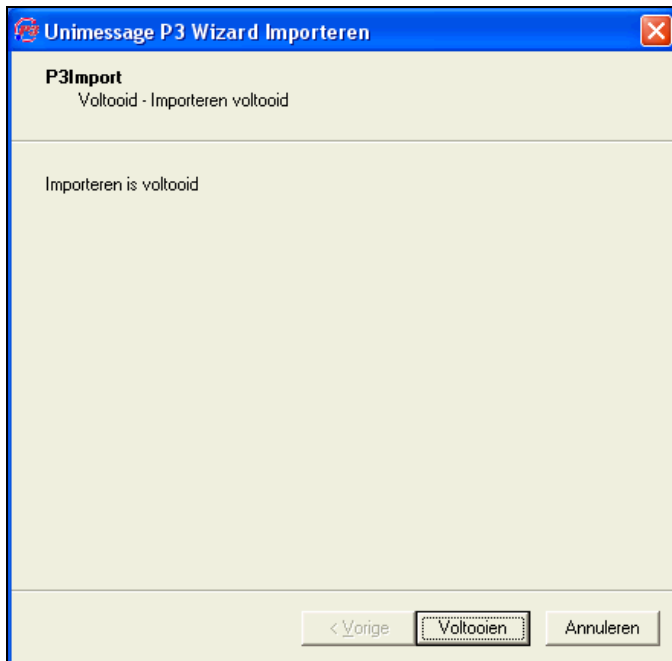 Unimessage P3 Wizard Importeren
P3Import
Voltooid - Importeren voltooid
Importeren is voltooid
< Vorige
Voltooien
Annuleren